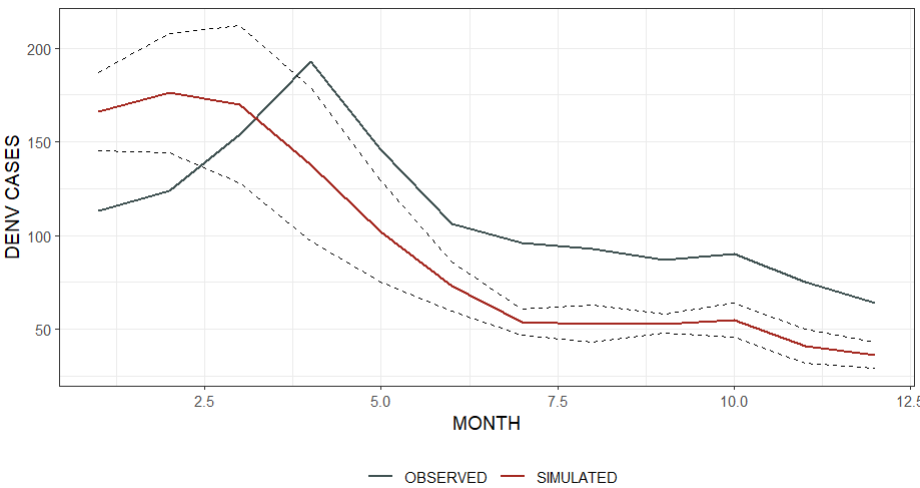 200
150
100
50
DENV CASES
2.5 5.0 7.5 10.0 12.5
MONTH
OBSERVED SIMULATED